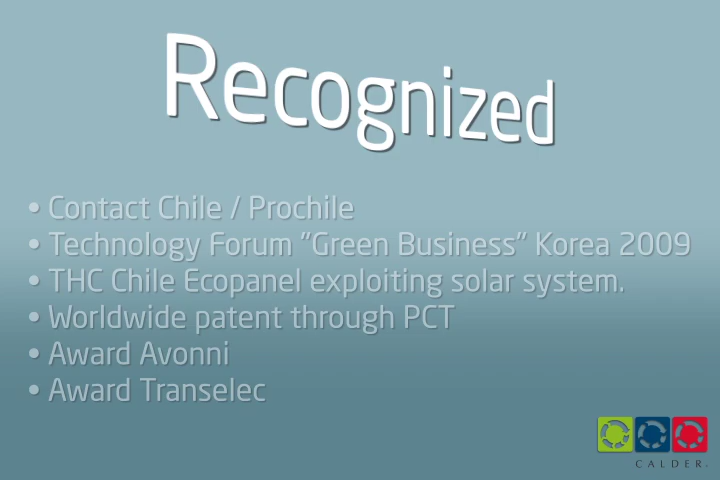 Recognized
• Contact Chile / Prochile
• Technology Forum "Green Business" Korea 2009
• THC Chile Ecopanel exploiting solar system.
• Worldwide patent through PCT
• Award Avonni
• Award Transelec
CALDER.